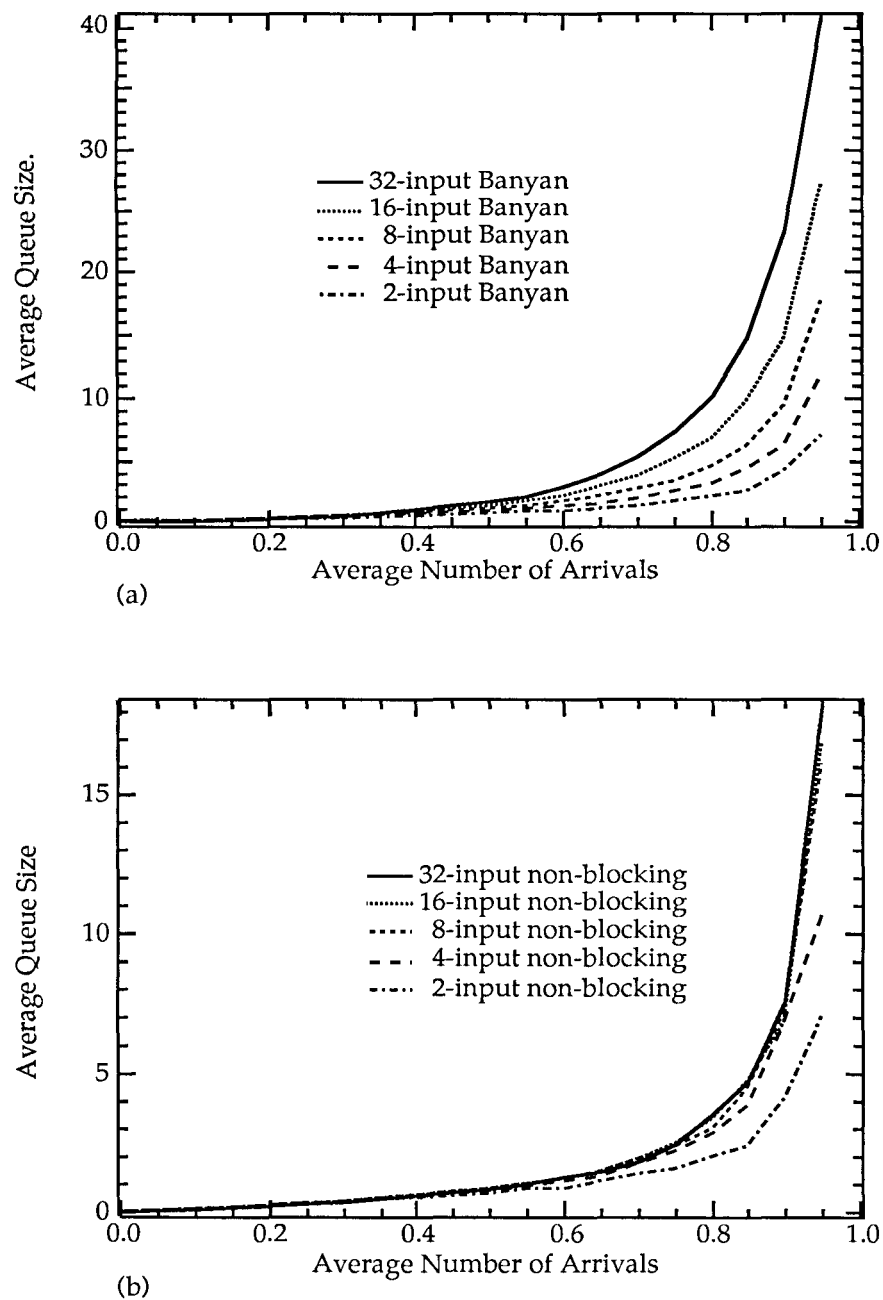 40
30
20
10
0
Average Queue Size.
32-input Banyan
16-input Banyan
8-input Banyan
4-input Banyan
2-input Banyan
0.0 0.2 0.4 0.6 0.8 1.0
Average Number of Arrivals
(a)
15
10
5
0
Average Queue Size
32-input non-blocking
16-input non-blocking
8-input non-blocking
4-input non-blocking
2-input non-blocking
0.0 0.2 0.4 0.6 0.8 1.0
Average Number of Arrivals
(b)